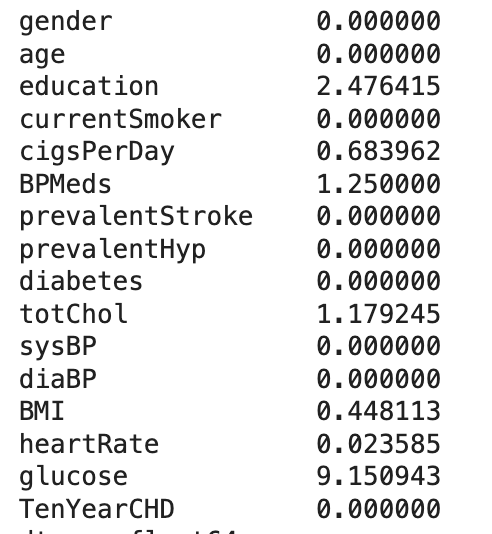 gender 0.000000
age 0.000000
education 2.476415
currentSmoker 0.000000
cigsPerDay 0.683962
BPMeds 1.250000
prevalentStroke 0.000000
prevalentHyp 0.000000
diabetes 0.000000
totChol 1.179245
sysBP 0.000000
diaBP 0.000000
BMI 0.448113
heartRate 0.023585
glucose 9.150943
TenYearCHD 0.000000